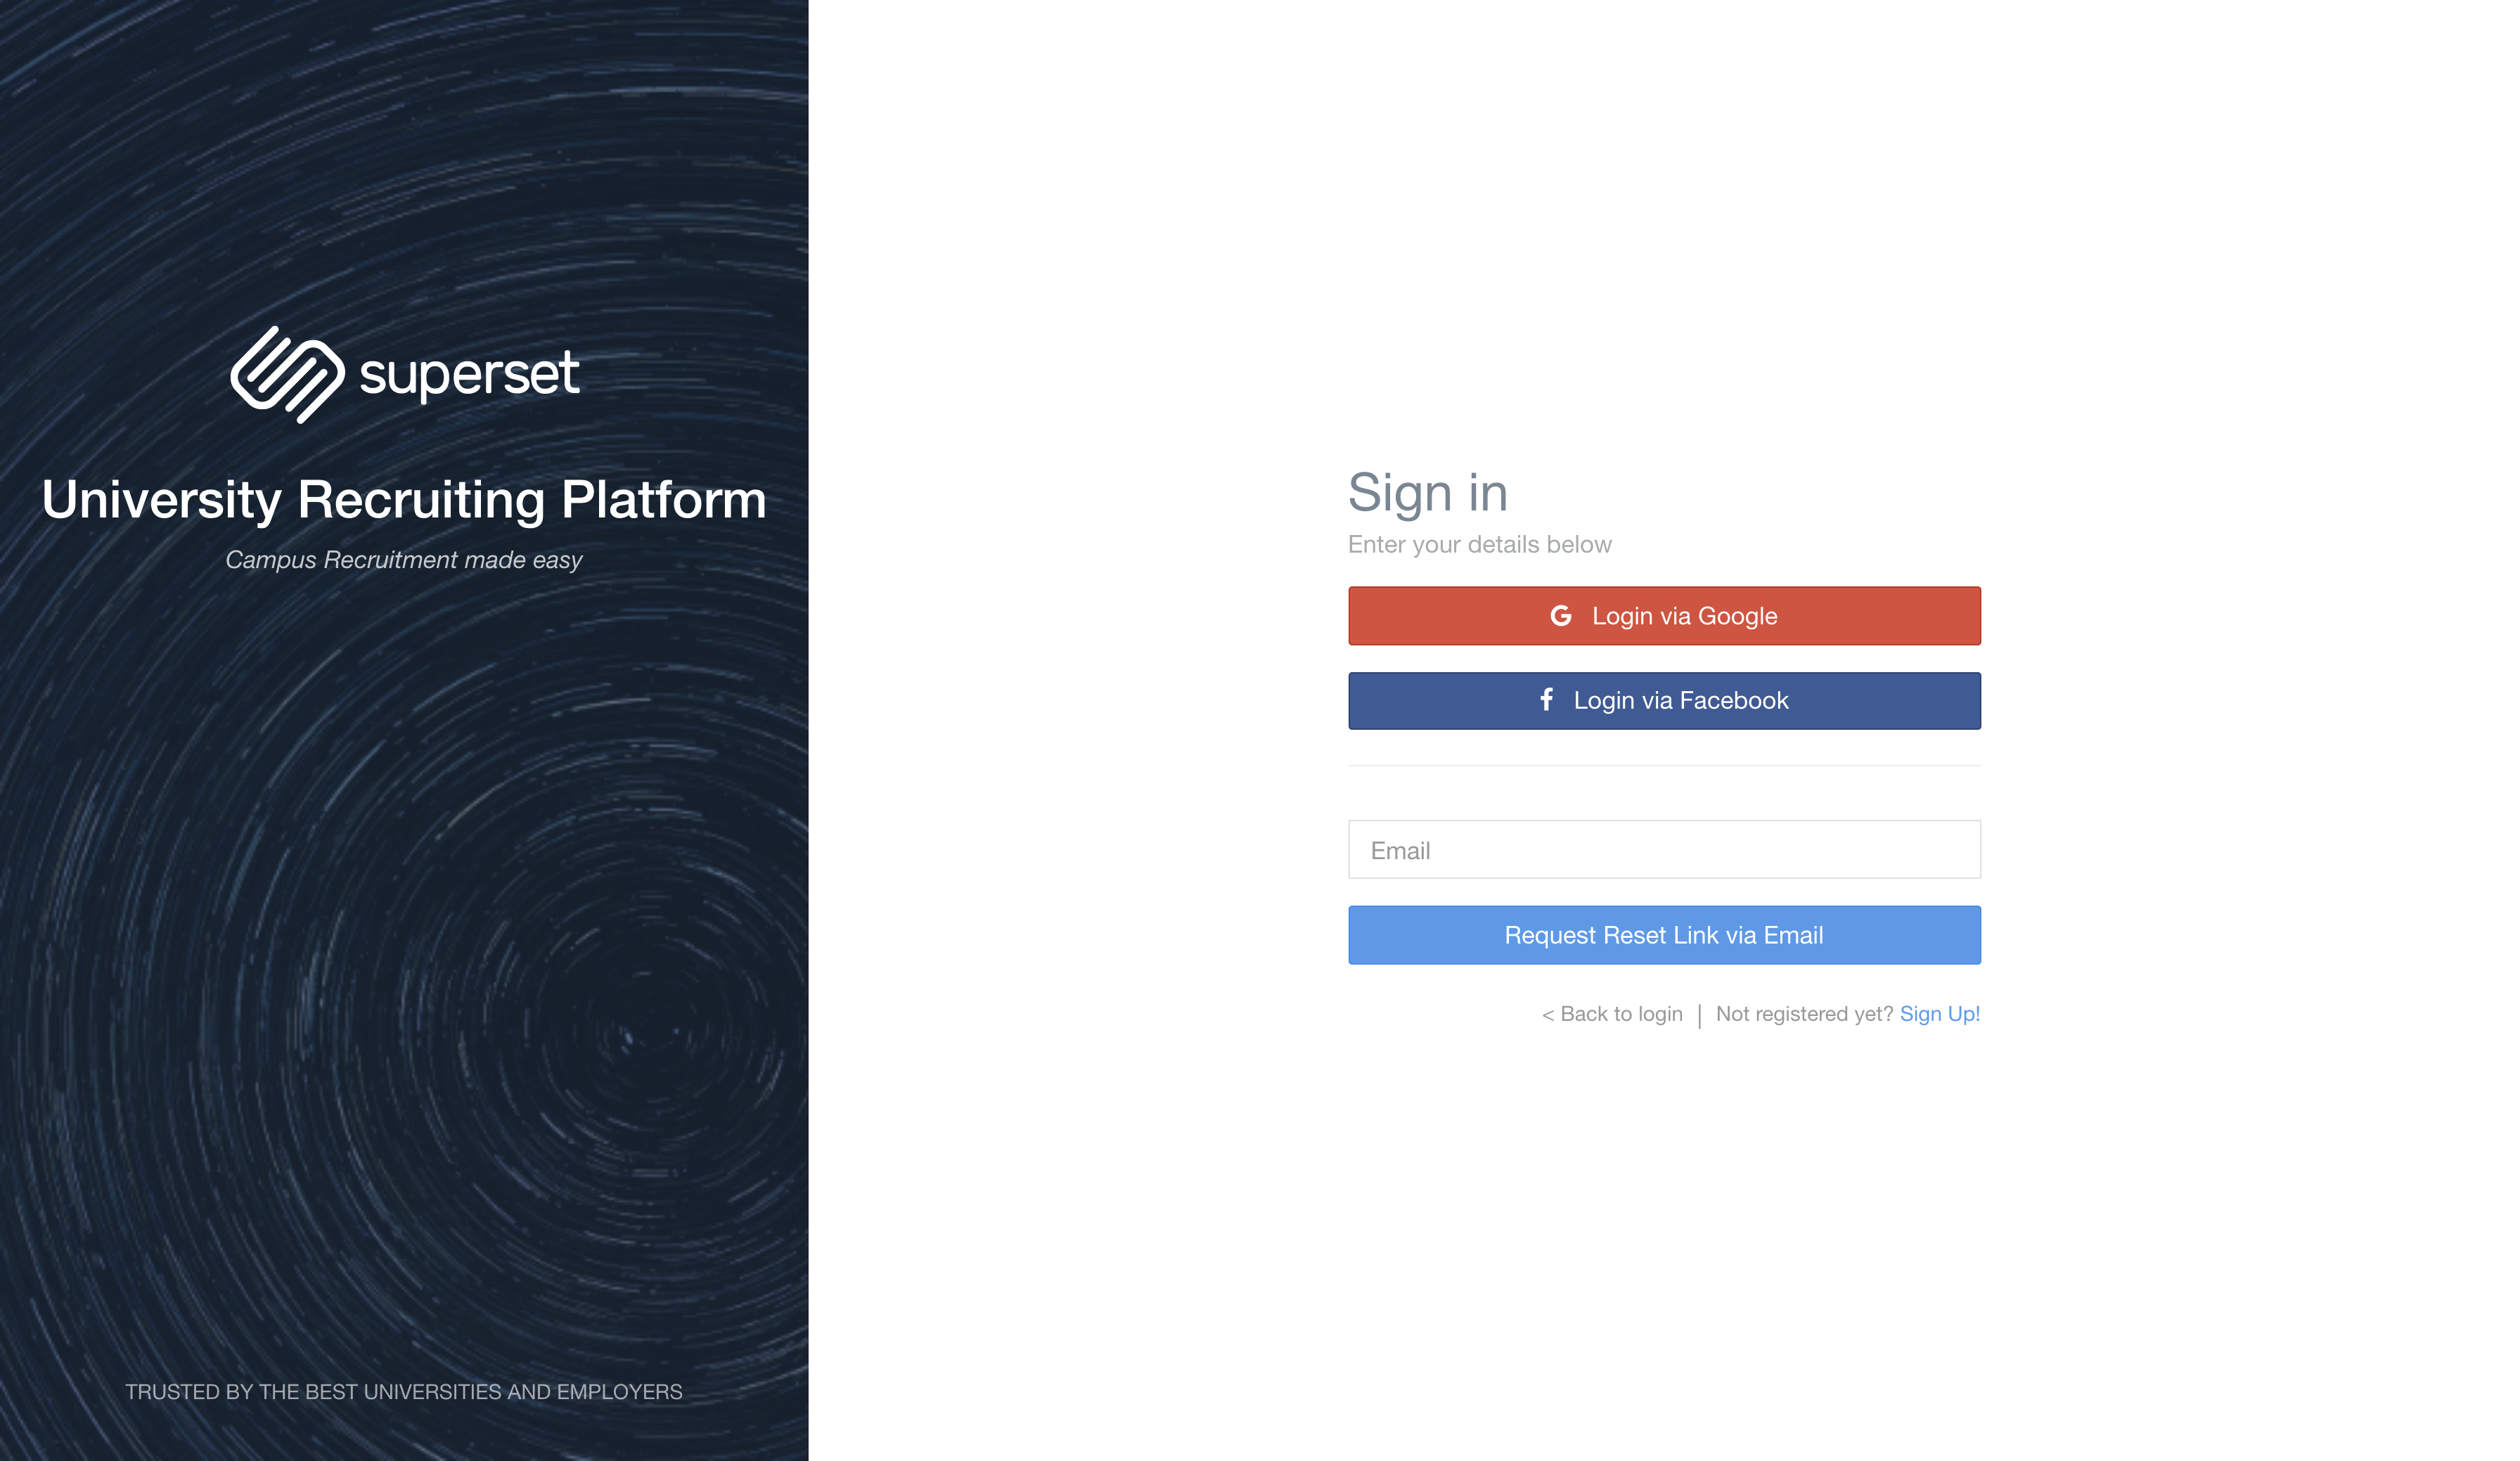 superset
University Recruiting Platform
Campus Recruitment made easy
TRUSTED BY THE BEST UNIVERSITIES AND EMPLOYERS
Sign in
Enter your details below
Login via Google
Login via Facebook
Email
Request Reset Link via Email
< Back to login | Not registered yet? Sign Up!